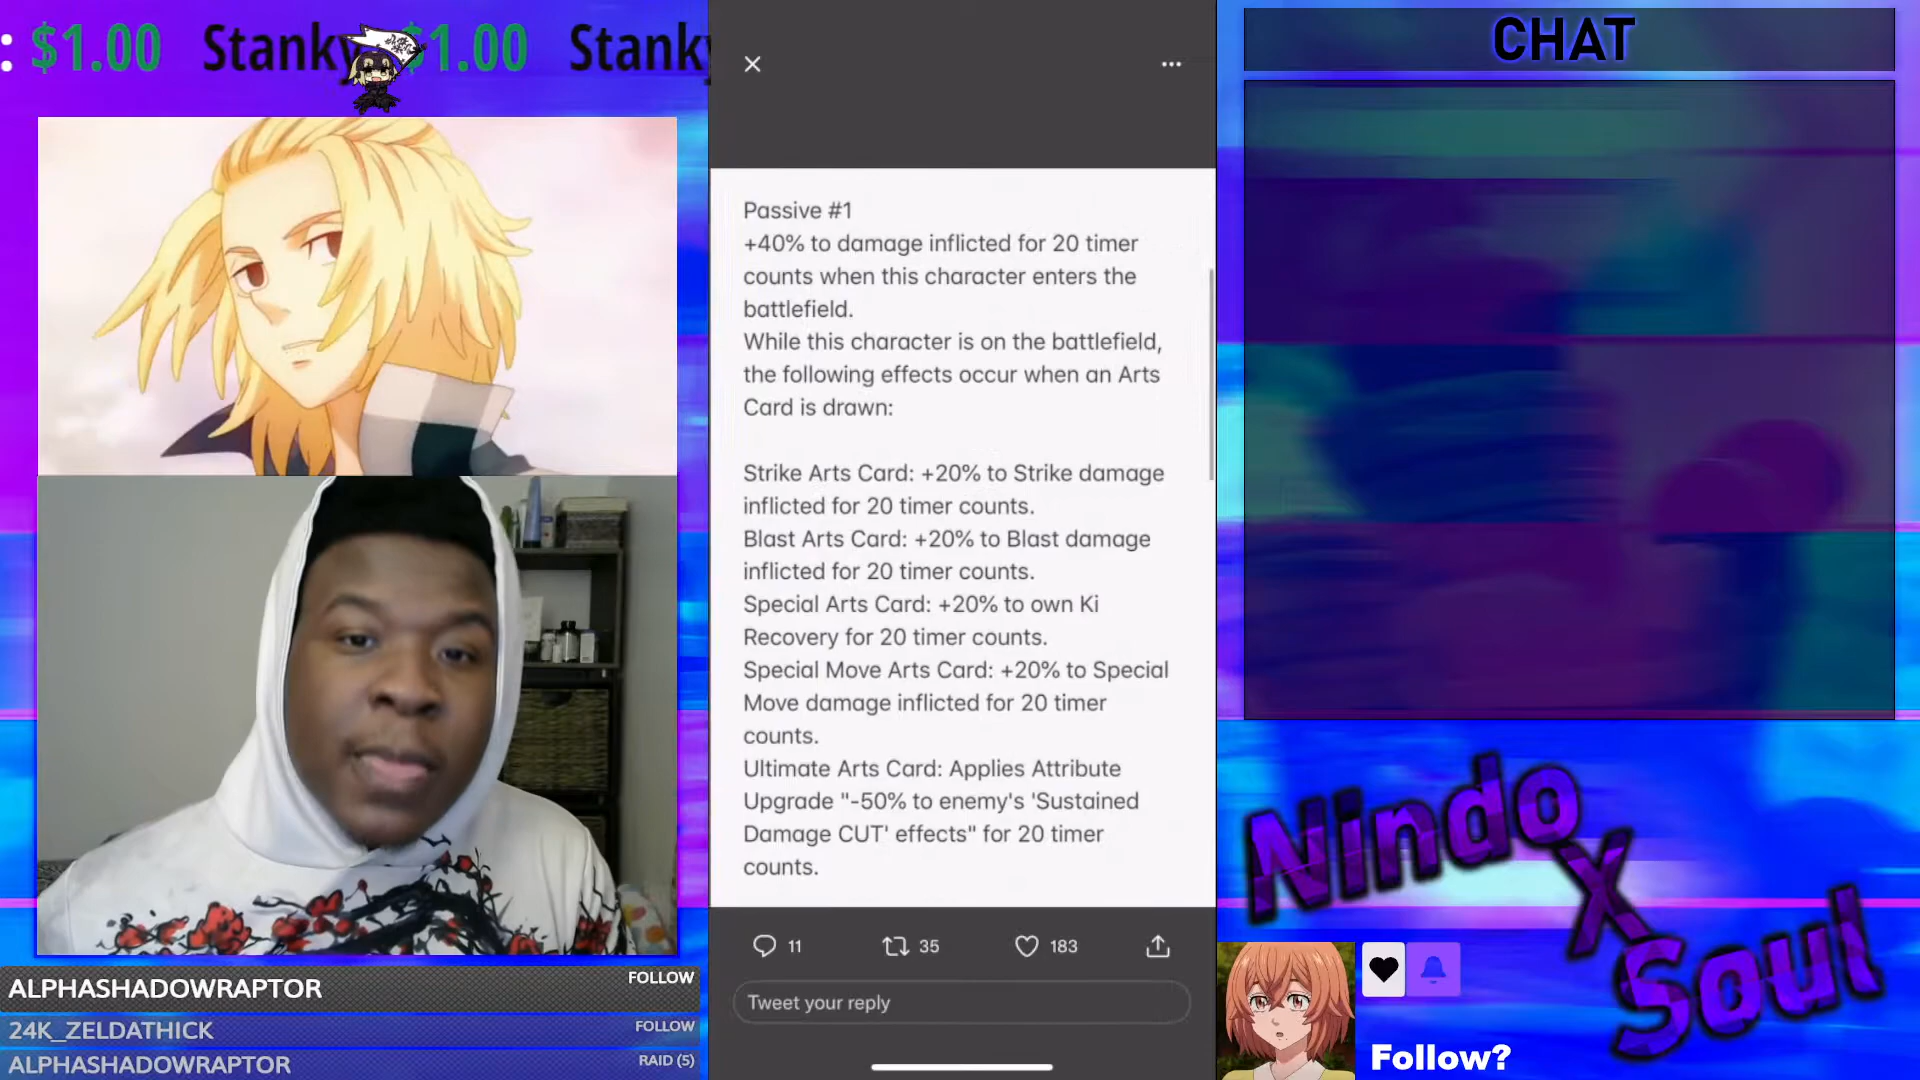 : $1.00 Stanky $1.00 Stanky
CHAT
Passive #1
+40% to damage inflicted for 20 timer
counts when this character enters the
battlefield.
While this character is on the battlefield,
the following effects occur when an Arts
Card is drawn:
Strike Arts Card: +20% to Strike damage
inflicted for 20 timer counts.
Blast Arts Card: +20% to Blast damage
inflicted for 20 timer counts.
Special Arts Card: +20% to own Ki
Recovery for 20 timer counts.
Special Move Arts Card: +20% to Special
Move damage inflicted for 20 timer
counts.
Ultimate Arts Card: Applies Attribute
Upgrade "-50% to enemy's 'Sustained
Damage CUT' effects" for 20 timer
counts.
11 35 183
Tweet your reply
ALPHASHADOWRAPTOR FOLLOW
24K_ZELDATHICK FOLLOW
ALPHASHADOWRAPTOR RAID (5)
Nindo
X
Soul
Follow?